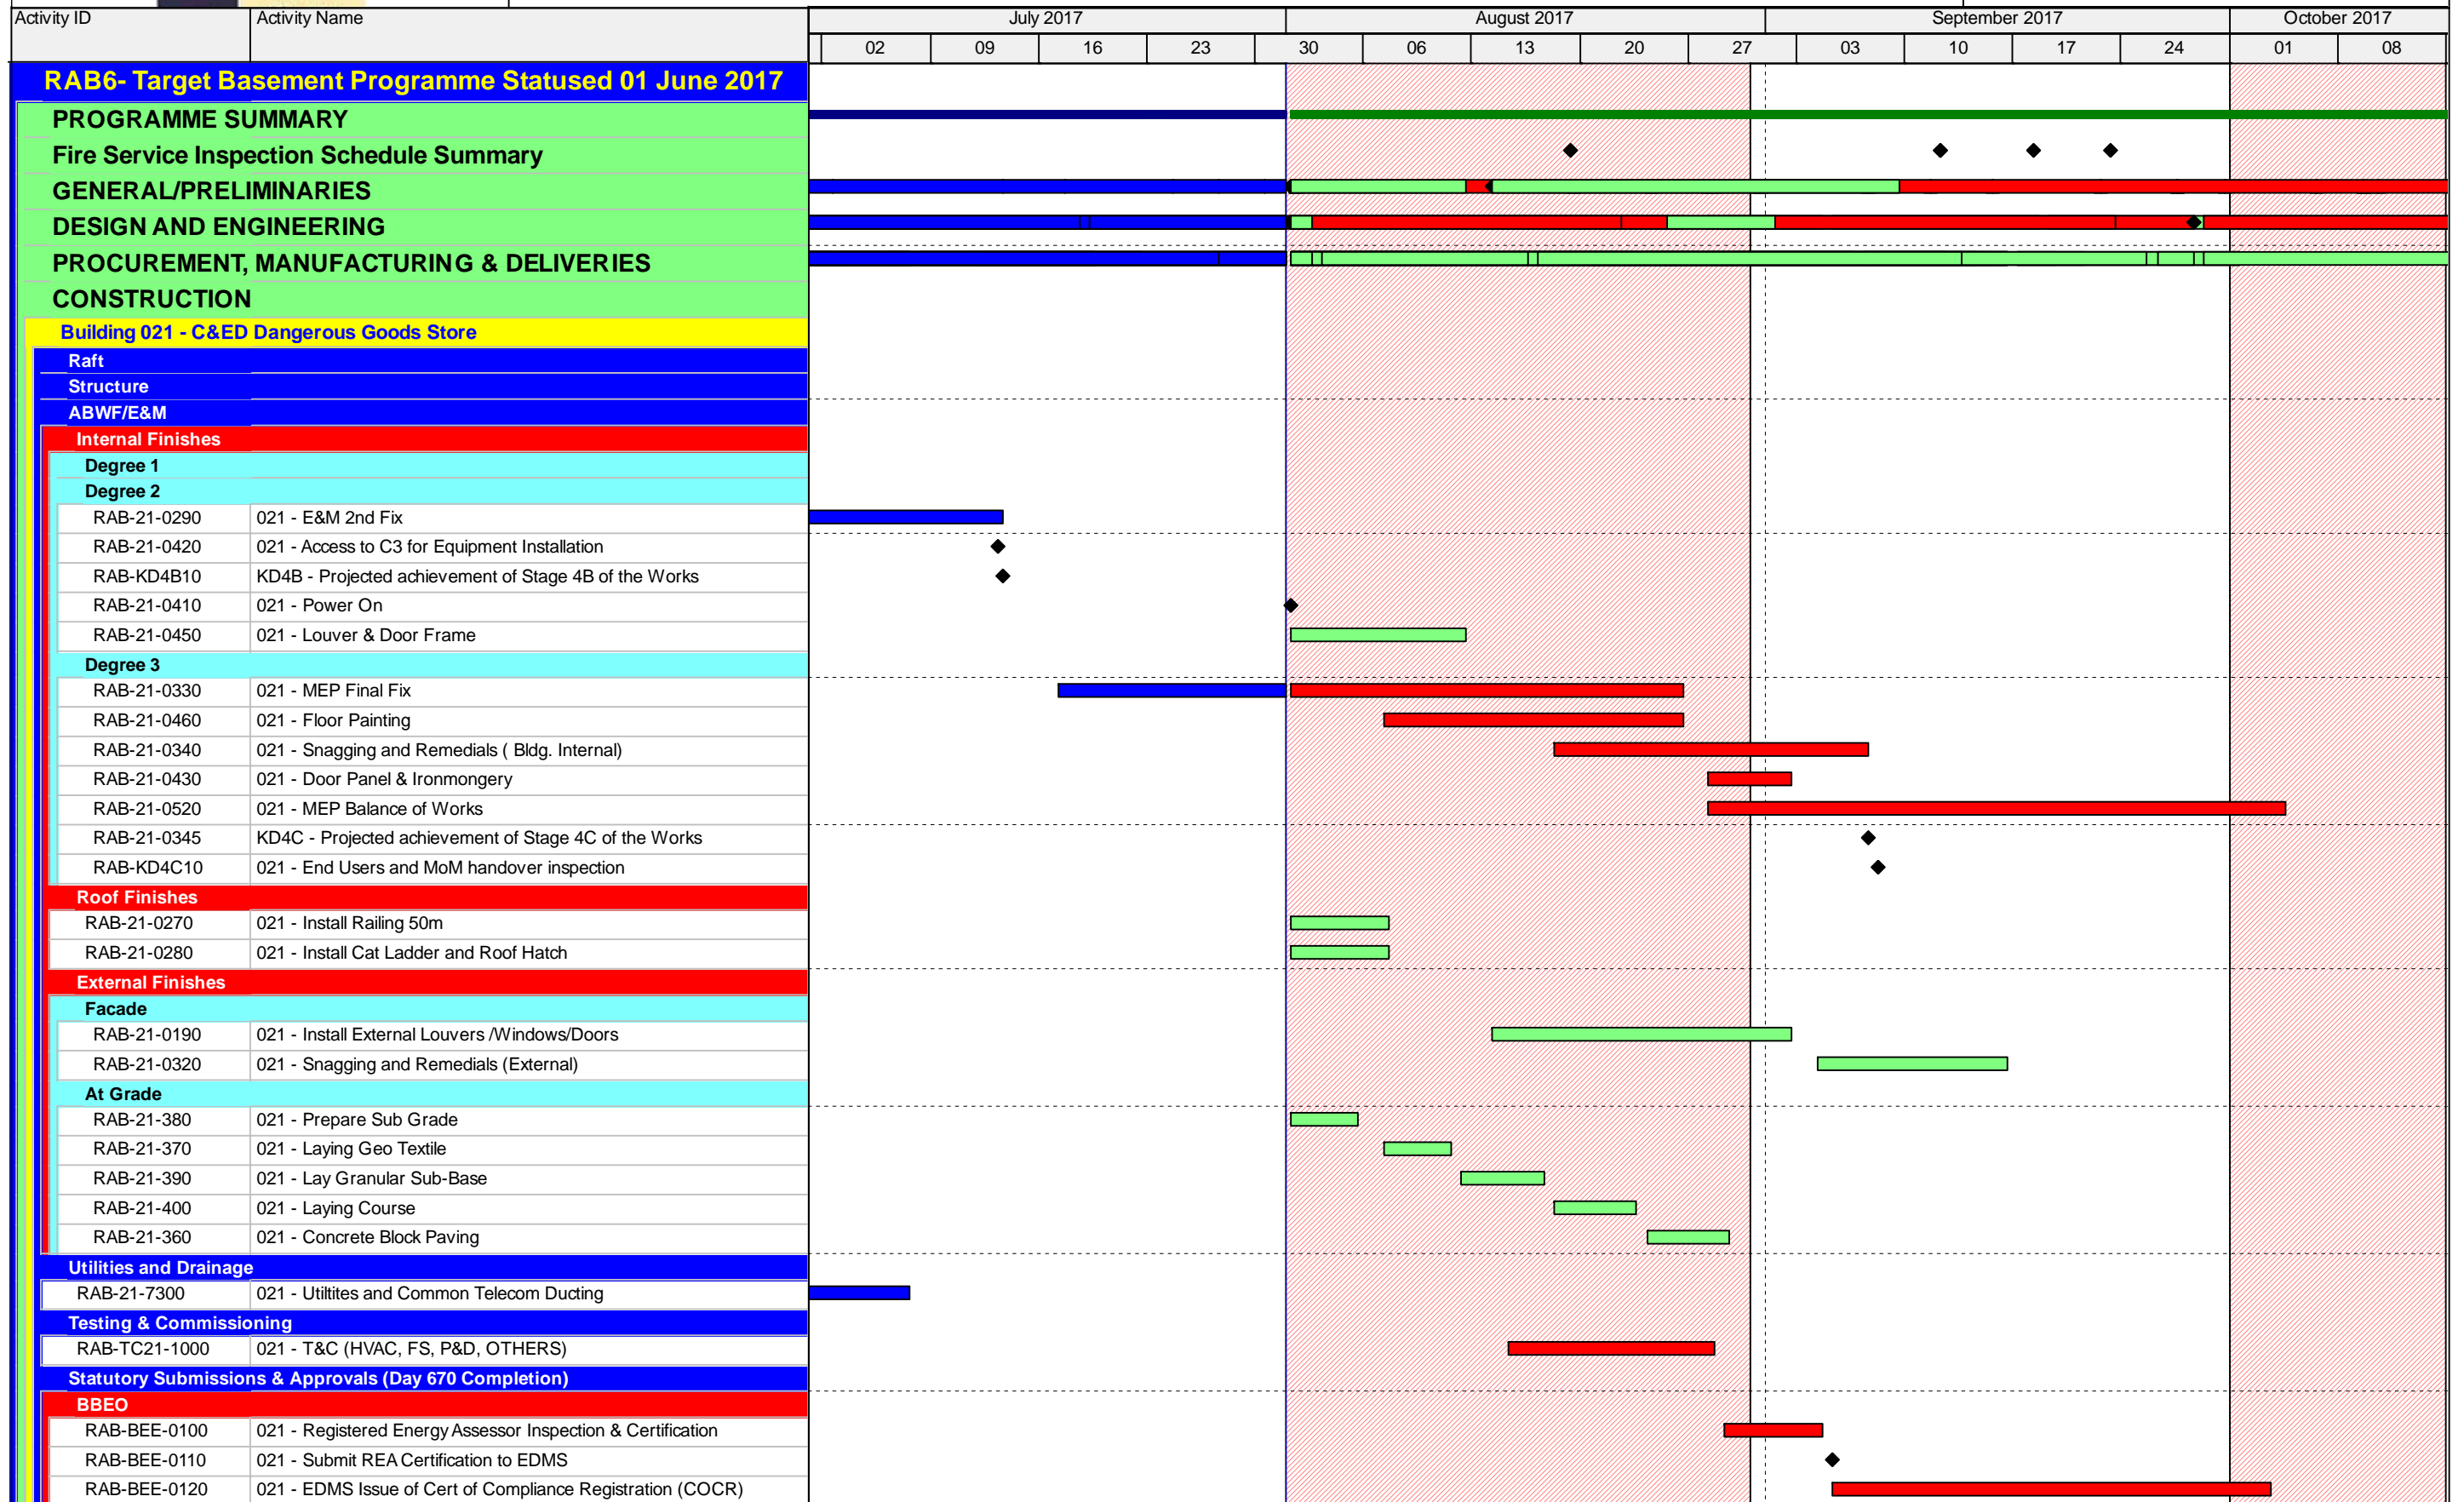 Activity ID Activity Name July 2017 August 2017 September 2017 October 2017
02 09 16 23 30 06 13 20 27 03 10 17 24 01 08
RAB6- Target Basement Programme Statused 01 June 2017
PROGRAMME SUMMARY
Fire Service Inspection Schedule Summary
GENERAL/PRELIMINARIES
DESIGN AND ENGINEERING
PROCUREMENT, MANUFACTURING & DELIVERIES
CONSTRUCTION
Building 021 - C&ED Dangerous Goods Store
Raft
Structure
ABWF/E&M
Internal Finishes
Degree 1
Degree 2
RAB-21-0290 021 - E&M 2nd Fix
RAB-21-0420 021 - Access to C3 for Equipment Installation
RAB-KD4B10 KD4B - Projected achievement of Stage 4B of the Works
RAB-21-0410 021 - Power On
RAB-21-0450 021 - Louver & Door Frame
Degree 3
RAB-21-0330 021 - MEP Final Fix
RAB-21-0460 021 - Floor Painting
RAB-21-0340 021 - Snagging and Remedials ( Bldg. Internal)
RAB-21-0430 021 - Door Panel & Ironmongery
RAB-21-0520 021 - MEP Balance of Works
RAB-21-0345 KD4C - Projected achievement of Stage 4C of the Works
RAB-KD4C10 021 - End Users and MoM handover inspection
Roof Finishes
RAB-21-0270 021 - Install Railing 50m
RAB-21-0280 021 - Install Cat Ladder and Roof Hatch
External Finishes
Facade
RAB-21-0190 021 - Install External Louvers /Windows/Doors
RAB-21-0320 021 - Snagging and Remedials (External)
At Grade
RAB-21-380 021 - Prepare Sub Grade
RAB-21-370 021 - Laying Geo Textile
RAB-21-390 021 - Lay Granular Sub-Base
RAB-21-400 021 - Laying Course
RAB-21-360 021 - Concrete Block Paving
Utilities and Drainage
RAB-21-7300 021 - Utiltites and Common Telecom Ducting
Testing & Commissioning
RAB-TC21-1000 021 - T&C (HVAC, FS, P&D, OTHERS)
Statutory Submissions & Approvals (Day 670 Completion)
BBEO
RAB-BEE-0100 021 - Registered Energy Assessor Inspection & Certification
RAB-BEE-0110 021 - Submit REA Certification to EDMS
RAB-BEE-0120 021 - EDMS Issue of Cert of Compliance Registration (COCR)